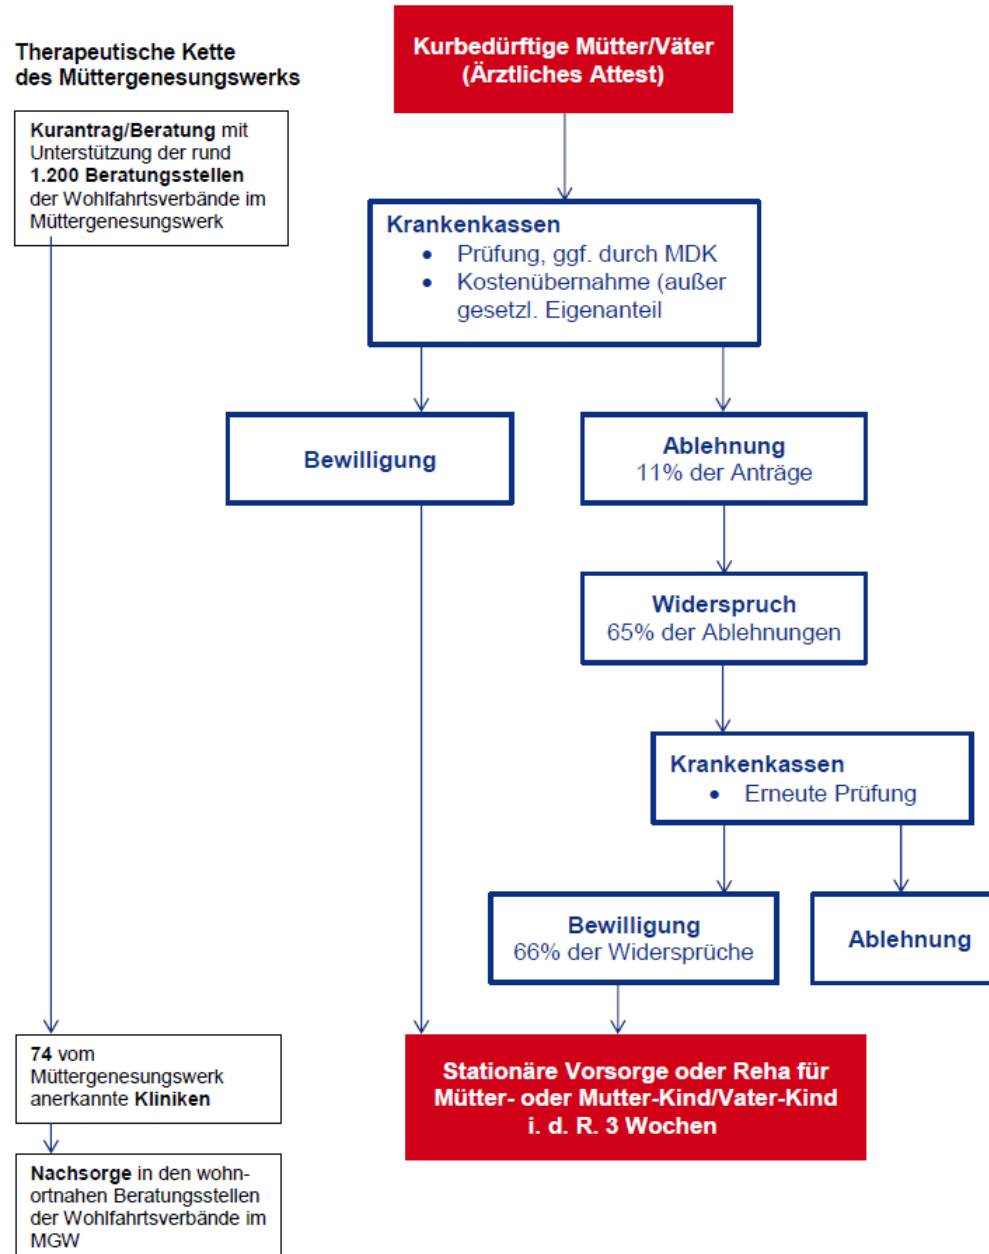 Therapeutische Kette
des Müttergenesungswerks
Kurantrag/Beratung mit
Unterstützung der rund
1.200 Beratungsstellen
der Wohlfahrtsverbände im
Müttergenesungswerk
74 vom
Müttergenesungswerk
anerkannte Kliniken
Nachsorge in den wohn-
ortnahen Beratungsstellen
der Wohlfahrtsverbände im
MGW
Kurbedürftige Mütter/Väter
(Ärztliches Attest)
Krankenkassen
• Prüfung, ggf. durch MDK
• Kostenübernahme (außer
gesetzl. Eigenanteil
Bewilligung
Ablehnung
11% der Anträge
Widerspruch
65% der Ablehnungen
Krankenkassen
• Erneute Prüfung
Bewilligung
66% der Widersprüche
Ablehnung
Stationäre Vorsorge oder Reha für
Mütter- oder Mutter-Kind/Vater-Kind
i. d. R. 3 Wochen